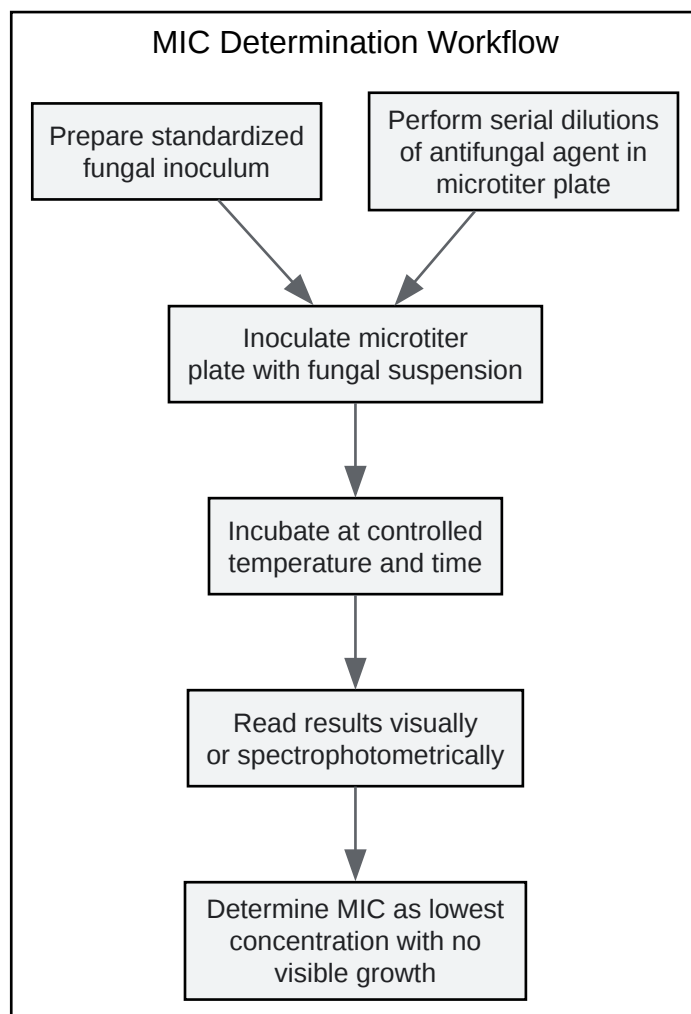 MIC Determination Workflow
Prepare standardized
fungal inoculum
Perform serial dilutions
of antifungal agent in
microtiter plate
Inoculate microtiter
plate with fungal suspension
Incubate at controlled
temperature and time
Read results visually
or spectrophotometrically
Determine MIC as lowest
concentration with no
visible growth